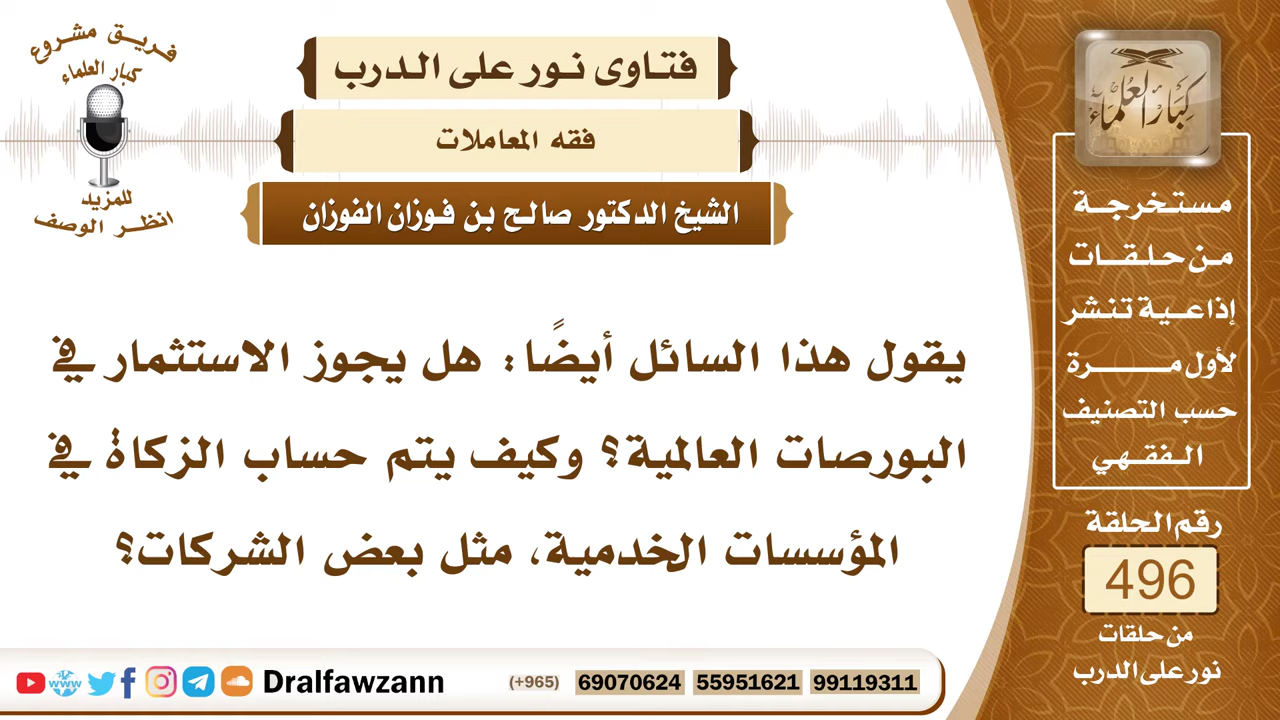 فريق مشروع
كبار العلماء
للمزيد
انظر الوصف
فتاوى نور على الدرب
فقه المعاملات
الشيخ الدكتور صالح بن فوزان الفوزان
يقول هذا السائل أيضًا: هل يجوز الاستثمار في
البورصات العالمية؟ وكيف يتم حساب الزكاة في
المؤسسات الخدمية، مثل بعض الشركات؟
كبار العلماء
مستخرجة
من حلقات
إذاعية تنشر
لأول مرة
حسب التصنيف
الفقهي
رقم الحلقة
496
من حلقات
نور على الدرب
www Dralfawzann (+965) 69070624 55951621 99119311